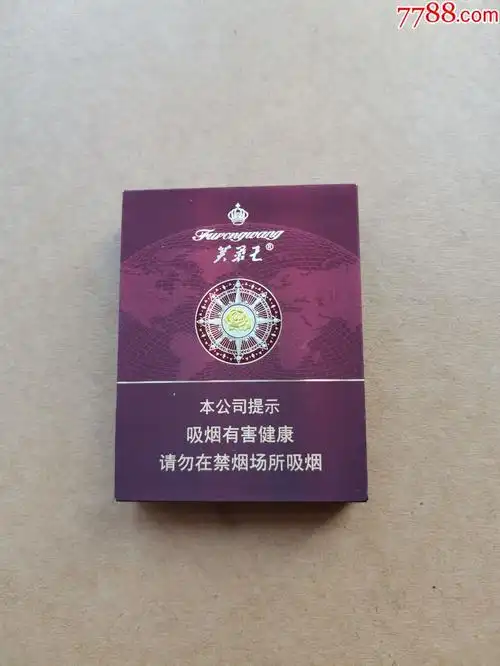 7788.com
Furongwang
芙蓉王®
本公司提示
吸烟有害健康
请勿在禁烟场所吸烟